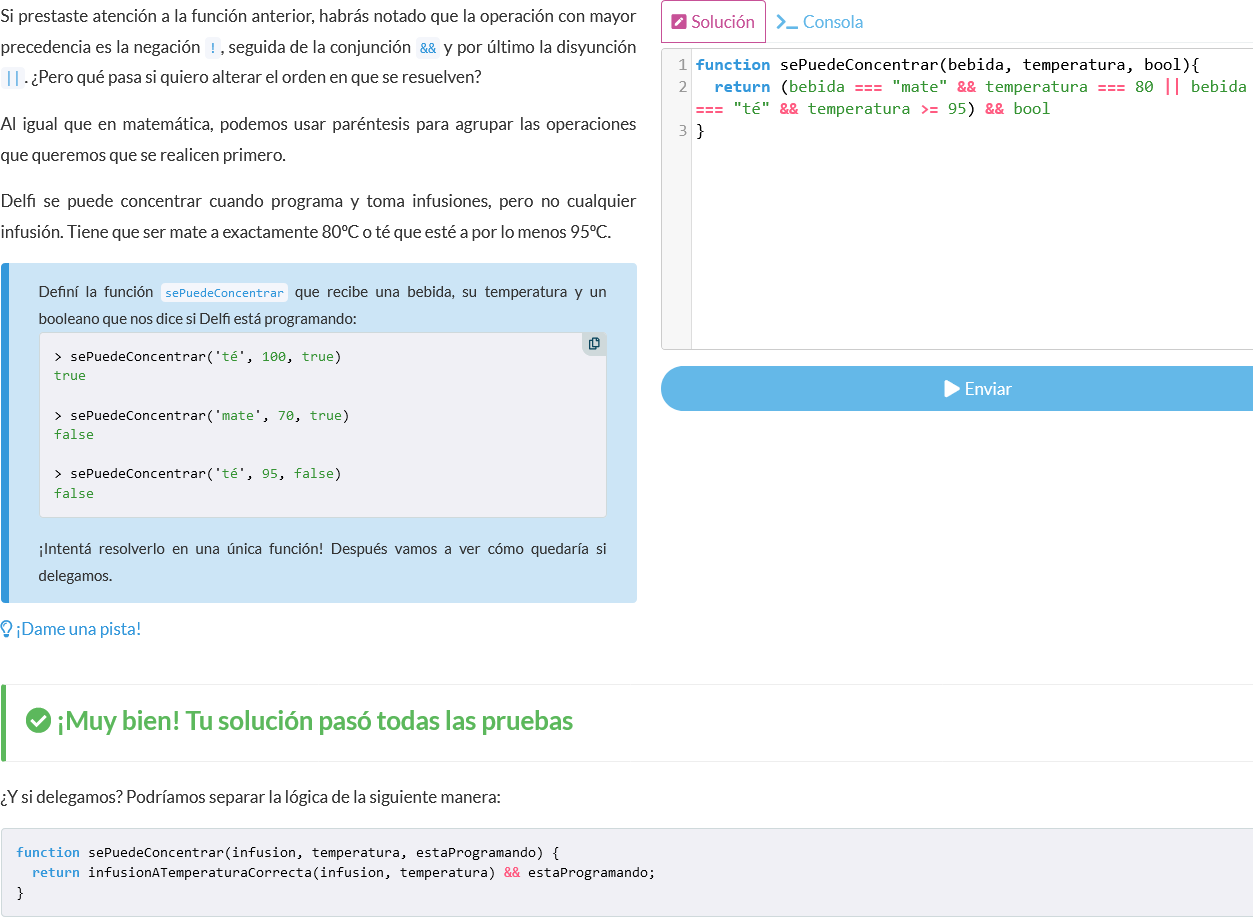 Si prestaste atención a la función anterior, habrás notado que la operación con mayor
precedencia es la negación !, seguida de la conjunción && y por último la disyunción
||. ¿Pero qué pasa si quiero alterar el orden en que se resuelven?
Al igual que en matemática, podemos usar paréntesis para agrupar las operaciones
que queremos que se realicen primero.
Delfi se puede concentrar cuando programa y toma infusiones, pero no cualquier
infusión. Tiene que ser mate a exactamente 80ºC o té que esté a por lo menos 95ºC.
Definí la función sePuedeConcentrar que recibe una bebida, su temperatura y un
booleano que nos dice si Delfi está programando:
> sePuedeConcentrar('té', 100, true)
true
> sePuedeConcentrar('mate', 70, true)
false
> sePuedeConcentrar('té', 95, false)
false
¡Intentá resolverlo en una única función! Después vamos a ver cómo quedaría si
delegamos.
¡Dame una pista!
Solución
Consola
1 function sePuedeConcentrar(bebida, temperatura, bool){
2 return (bebida === "mate" && temperatura === 80 || bebida
=== "té" && temperatura >= 95) && bool
3 }
Enviar
¡Muy bien! Tu solución pasó todas las pruebas
¿Y si delegamos? Podríamos separar la lógica de la siguiente manera:
function sePuedeConcentrar(infusion, temperatura, estaProgramando) {
return infusionATemperaturaCorrecta(infusion, temperatura) && estaProgramando;
}